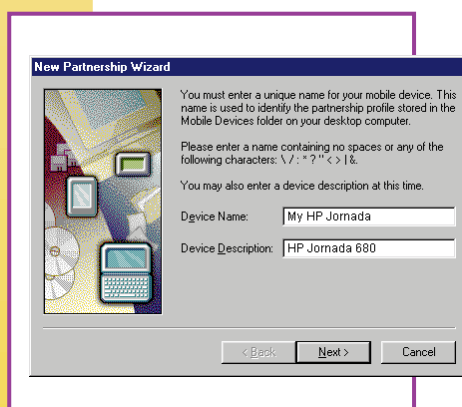 New Partnership Wizard
You must enter a unique name for your mobile device. This
name is used to identify the partnership profile stored in the
Mobile Devices folder on your desktop computer.
Please enter a name containing no spaces or any of the
following characters: \ / : * ? " < > | &.
You may also enter a device description at this time.
Device Name: My HP Jornada
Device Description: HP Jornada 680
< Back Next > Cancel